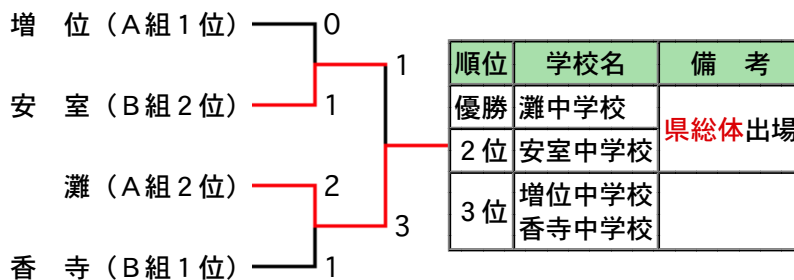 増　位（Ａ組１位） 0
1
安　室（Ｂ組２位） 1
灘（Ａ組２位） 2
3
香　寺（Ｂ組１位） 1
順位 学校名 備　考
優勝 灘中学校 県総体出場
２位 安室中学校
３位 増位中学校
香寺中学校